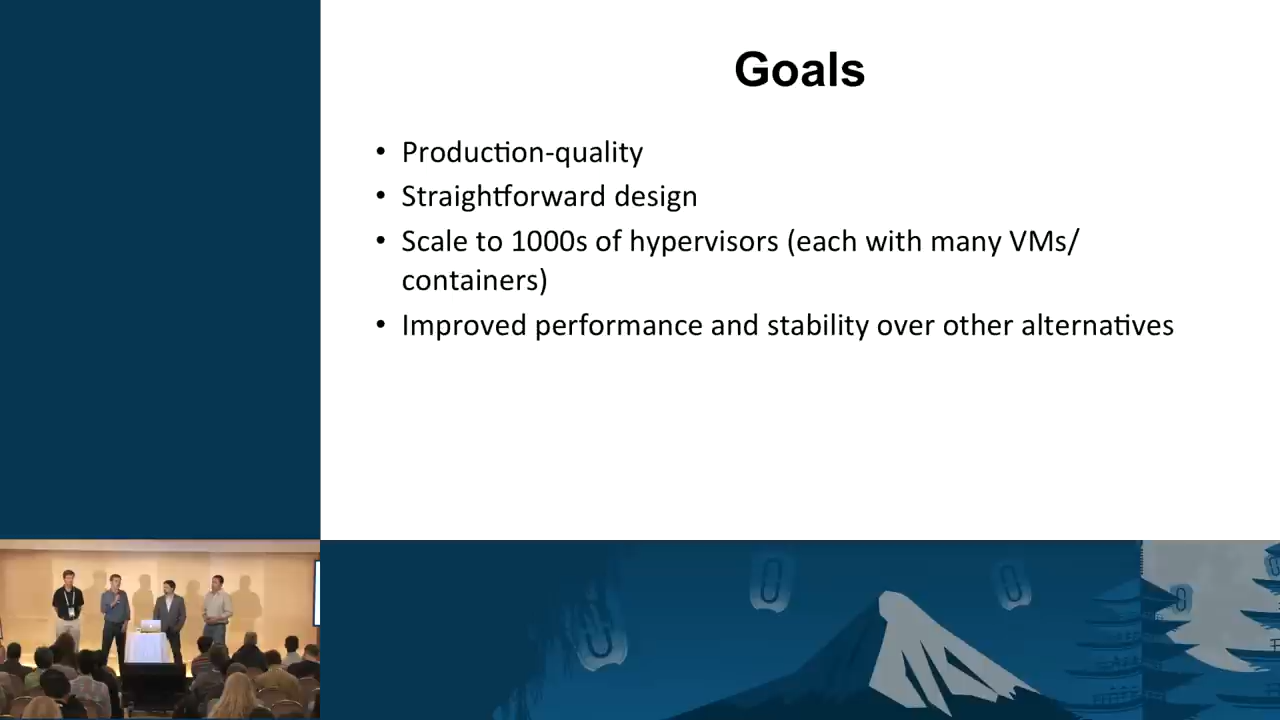 Goals
• Production-quality
• Straightforward design
• Scale to 1000s of hypervisors (each with many VMs/
containers)
• Improved performance and stability over other alternatives